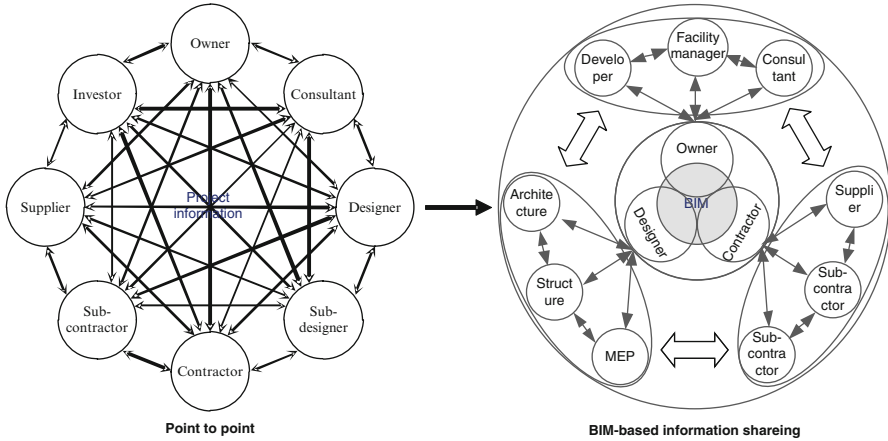 Owner
Investor
Consultant
Supplier
Project
information
Designer
Sub-
contractor
Sub-
designer
Contractor
Point to point
Develo
per
Facility
manager
Consul
tant
Owner
BIM
Designer
Contractor
Archite
cture
Struct
ure
MEP
Suppli
er
Sub-
contra
ctor
Sub-
contra
ctor
BIM-based information shareing